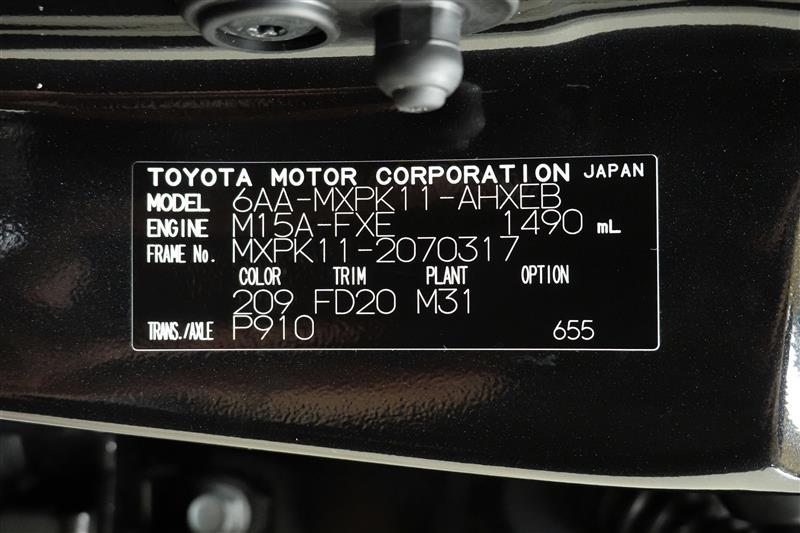 TOYOTA MOTOR CORPORATION JAPAN
MODEL 6AA-MXPK11-AHXEB
ENGINE M15A-FXE 1490 mL
FRAME No. MXPK11-2070317
COLOR TRIM PLANT OPTION
209 FD20 M31
TRANS./AXLE P910 655